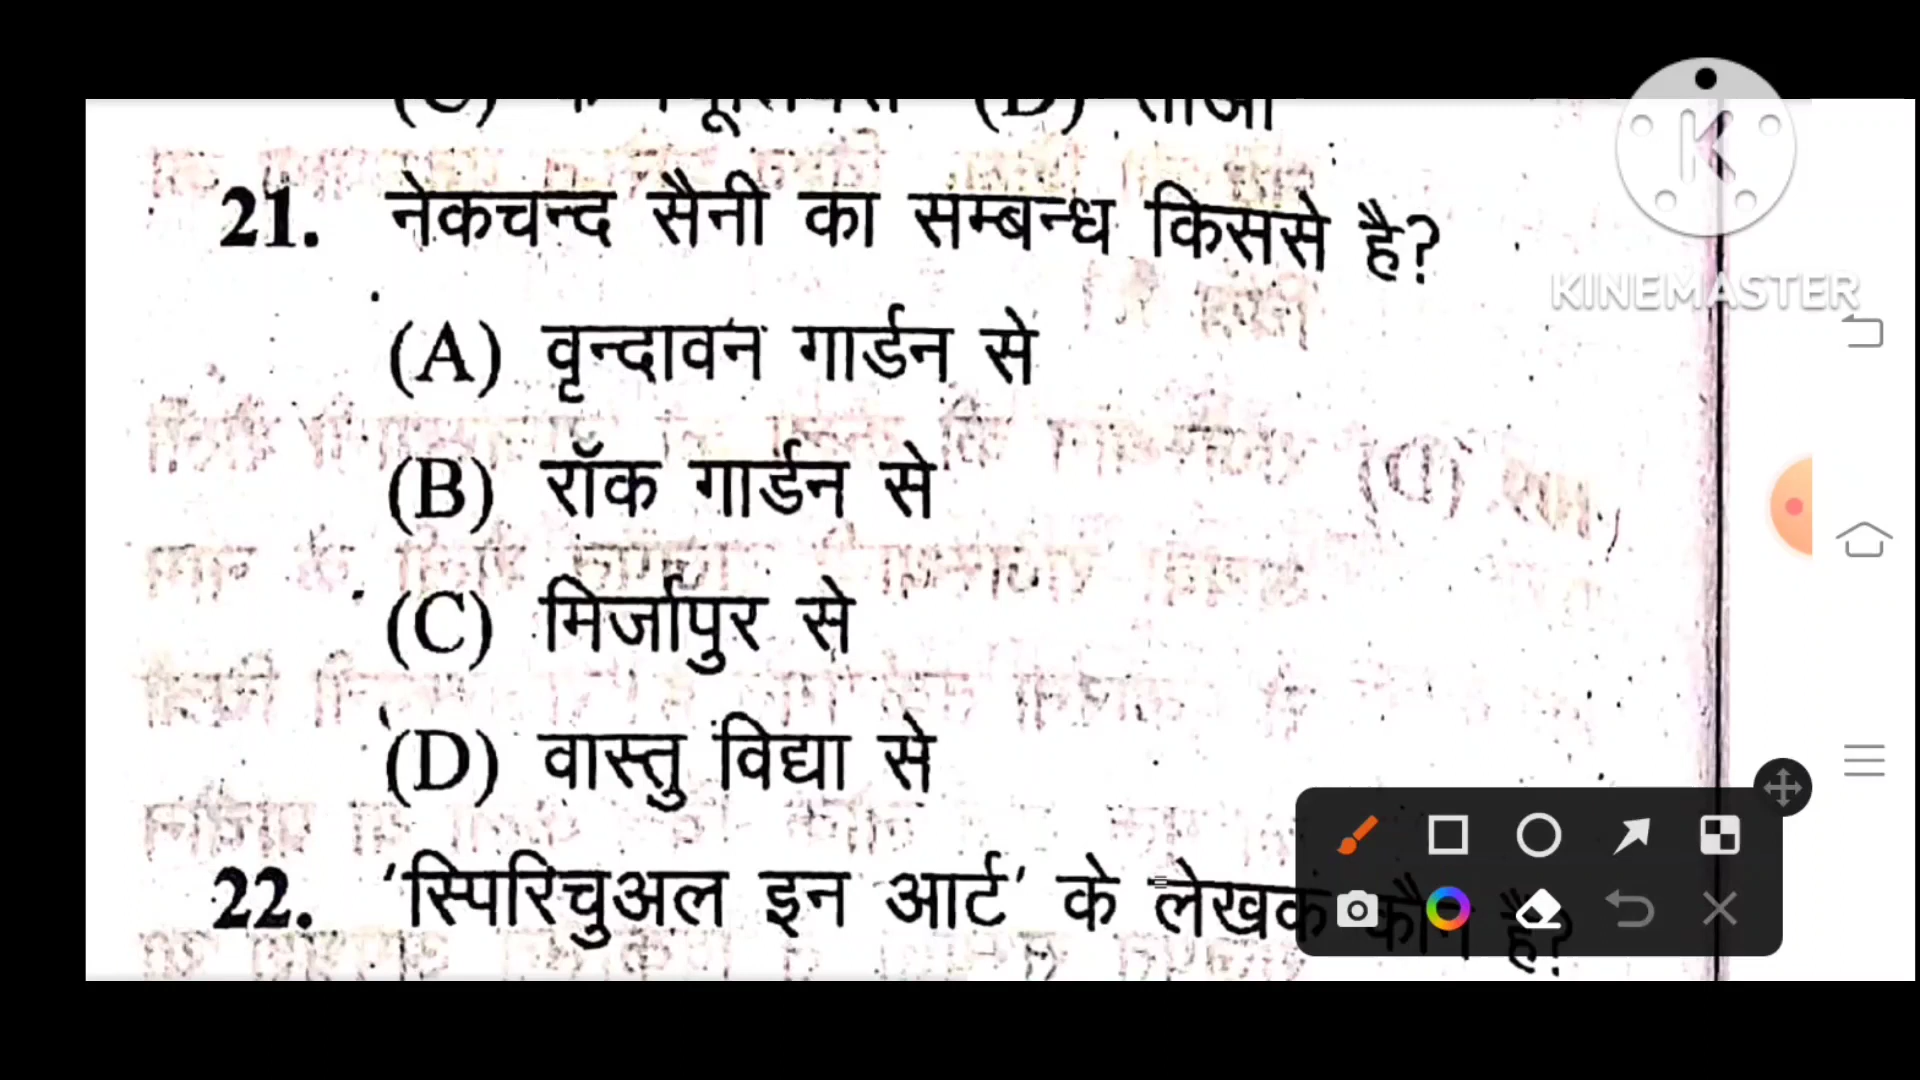 21. नेकचन्द सैनी का सम्बन्ध किससे है?
(A) वृन्दावन गार्डन से
(B) रॉक गार्डन से
(C) मिर्जापुर से
(D) वास्तु विद्या से
22. 'स्पिरिचुअल इन आर्ट' के लेखक कौन है?
KINEMASTER